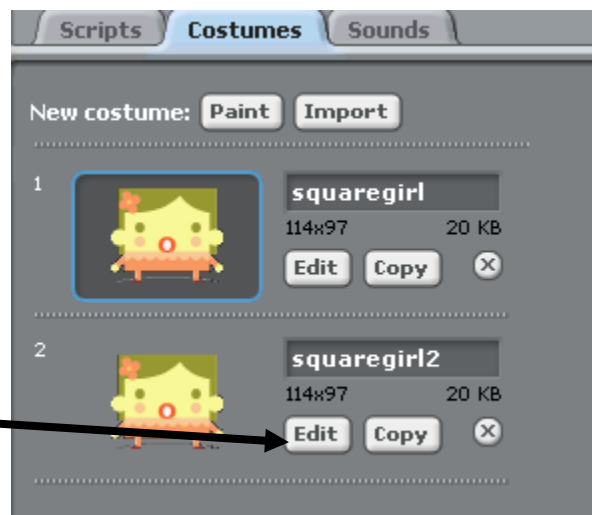 Scripts Costumes Sounds
New costume: Paint Import
1
squaregirl
114x97 20 KB
Edit Copy
2
squaregirl2
114x97 20 KB
Edit Copy